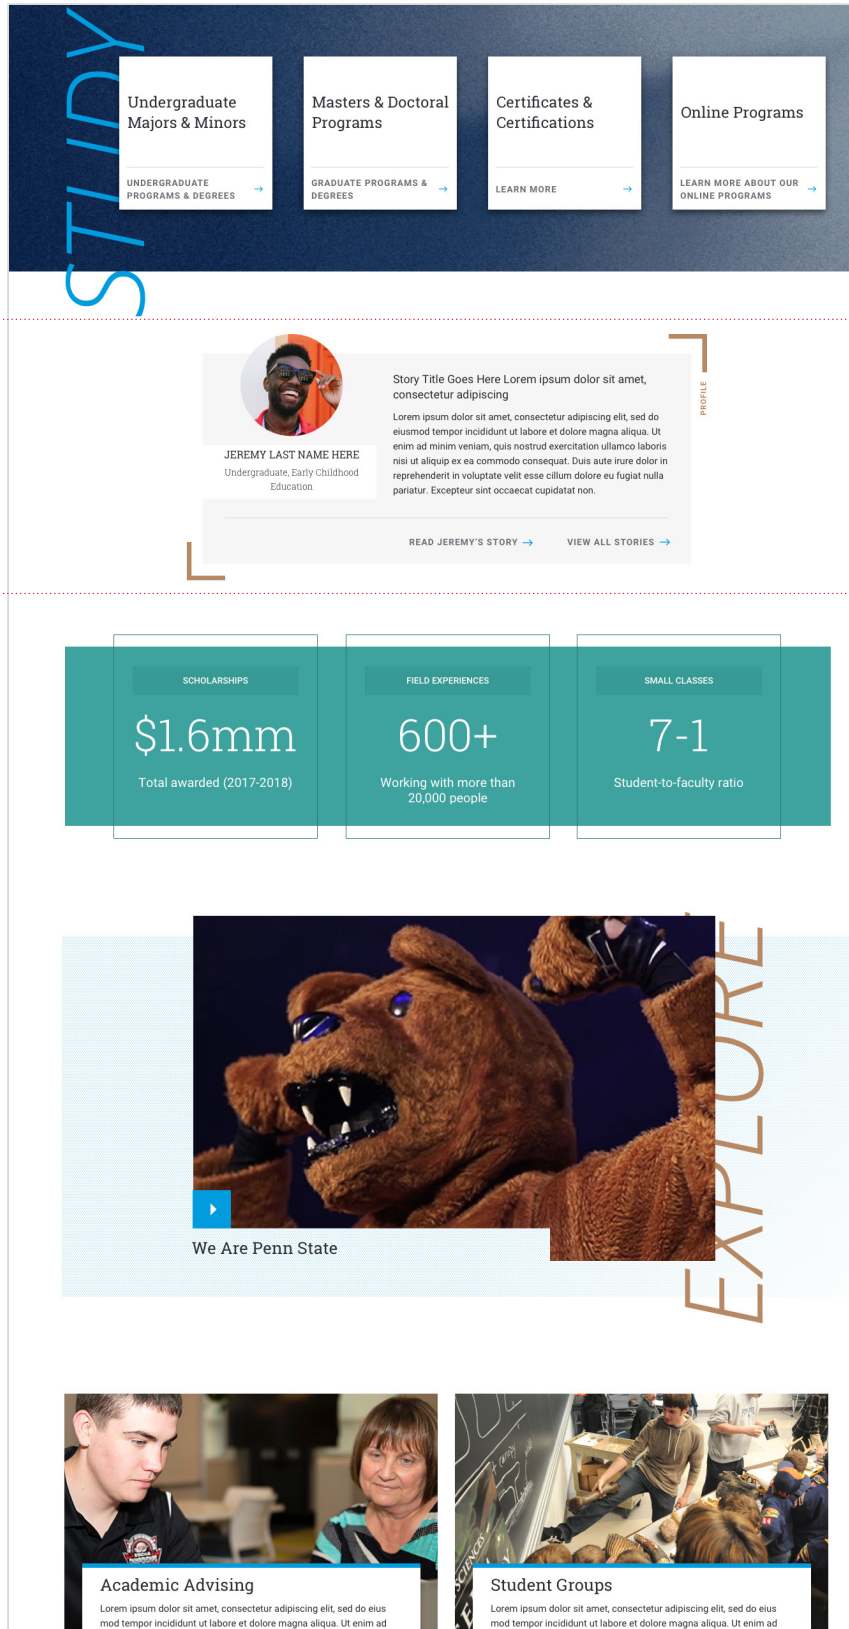 STUDY
Undergraduate
Majors & Minors
UNDERGRADUATE
PROGRAMS & DEGREES
Masters & Doctoral
Programs
GRADUATE PROGRAMS &
DEGREES
Certificates &
Certifications
LEARN MORE
Online Programs
LEARN MORE ABOUT OUR
ONLINE PROGRAMS
PROFILE
JEREMY LAST NAME HERE
Undergraduate, Early Childhood
Education
Story Title Goes Here Lorem ipsum dolor sit amet,
consectetur adipiscing
Lorem ipsum dolor sit amet, consectetur adipiscing elit, sed do
eiusmod tempor incididunt ut labore et dolore magna aliqua. Ut
enim ad minim veniam, quis nostrud exercitation ullamco laboris
nisi ut aliquip ex ea commodo consequat. Duis aute irure dolor in
reprehenderit in voluptate velit esse cillum dolore eu fugiat nulla
pariatur. Excepteur sint occaecat cupidatat non.
READ JEREMY'S STORY
VIEW ALL STORIES
SCHOLARSHIPS
$1.6mm
Total awarded (2017-2018)
FIELD EXPERIENCES
600+
Working with more than
20,000 people
SMALL CLASSES
7-1
Student-to-faculty ratio
EXPLORE
We Are Penn State
Academic Advising
Lorem ipsum dolor sit amet, consectetur adipiscing elit, sed do eius
mod tempor incididunt ut labore et dolore magna aliqua. Ut enim ad
SCIENCES
Student Groups
Lorem ipsum dolor sit amet, consectetur adipiscing elit, sed do eius
mod tempor incididunt ut labore et dolore magna aliqua. Ut enim ad